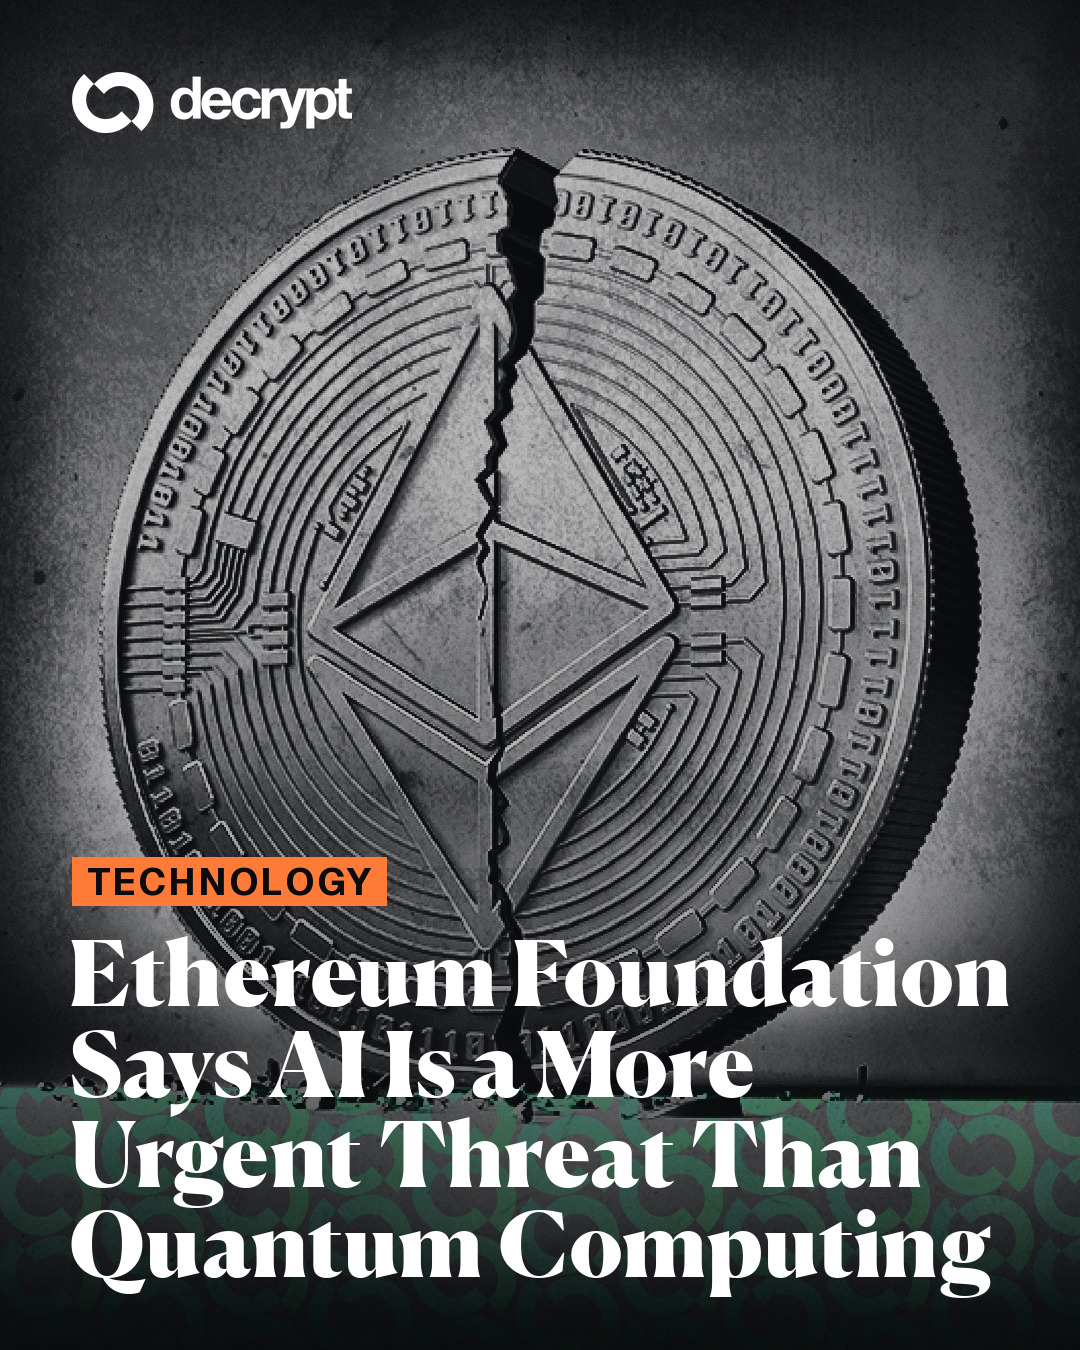 decrypt
TECHNOLOGY
Ethereum Foundation
Says AI Is a More
Urgent Threat Than
Quantum Computing